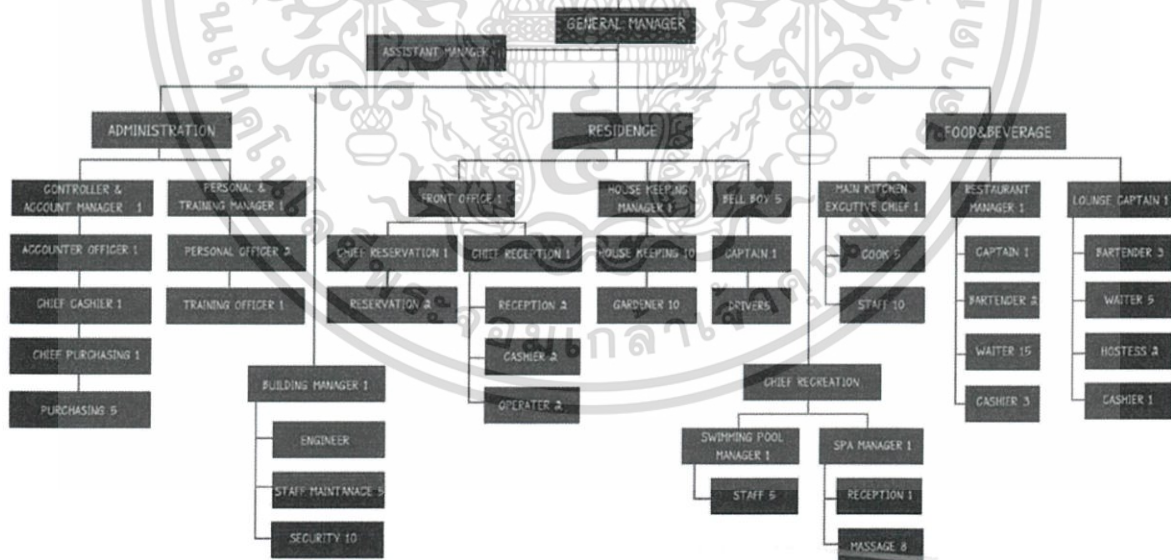 GENERAL MANAGER
ASSISTANT MANAGER
ADMINISTRATION
RESIDENCE
FOOD&BEVERAGE
CONTROLLER &
ACCOUNT MANAGER 1
PERSONAL &
TRAINING MANAGER 1
FRONT OFFICE 1
HOUSE KEEPING
MANAGER 1
BELL BOY 5
MAIN KITCHEN
EXCUTIVE CHIEF 1
RESTAURANT
MANAGER 1
LOUNGE CAPTAIN 1
ACCOUNTER OFFICER 1
PERSONAL OFFICER 2
CHIEF RESERVATION 1
CHIEF RECEPTION 1
HOUSE KEEPING 10
CAPTAIN 1
COOK 5
CAPTAIN 1
BARTENDER 3
CHIEF CASHIER 1
TRAINING OFFICER 1
RESERVATION 2
RECEPTION 2
GARDENER 10
DRIVER5
STAFF 10
BARTENDER 2
WAITER 5
CHIEF PURCHASING 1
CASHIER 2
WAITER 15
HOSTESS 2
PURCHASING 5
BUILDING MANAGER 1
OPERATER 2
CHIEF RECREATION
CASHIER 3
CASHIER 1
ENGINEER
SWIMMING POOL
MANAGER 1
SPA MANAGER 1
STAFF MAINTANACE 5
STAFF 5
RECEPTION 1
SECURITY 10
MASSAGE 8